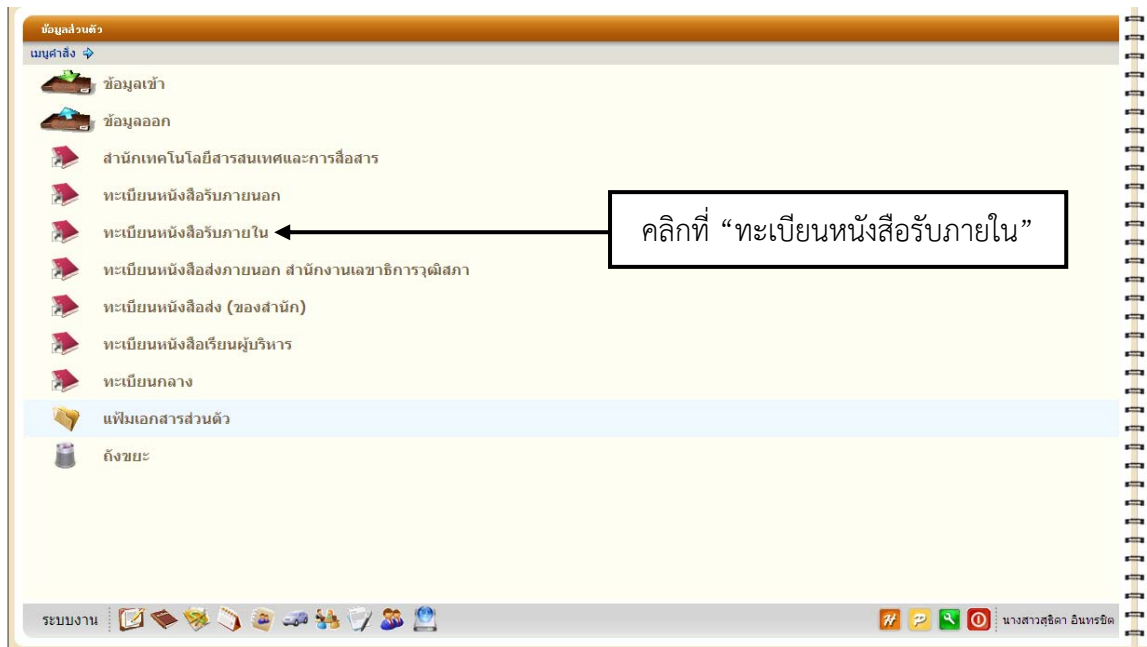 ข้อมูลส่วนตัว
เมนูคำสั่ง
ข้อมูลเข้า
ข้อมูลออก
สำนักเทคโนโลยีสารสนเทศและการสื่อสาร
ทะเบียนหนังสือรับภายนอก
ทะเบียนหนังสือรับภายใน
คลิกที่ “ทะเบียนหนังสือรับภายใน”
ทะเบียนหนังสือส่งภายนอก สำนักงานเลขาธิการวุฒิสภา
ทะเบียนหนังสือส่ง (ของสำนัก)
ทะเบียนหนังสือเรียนผู้บริหาร
ทะเบียนกลาง
แฟ้มเอกสารส่วนตัว
ถังขยะ
ระบบงาน
นางสาวสุชิดา อินทรชิต